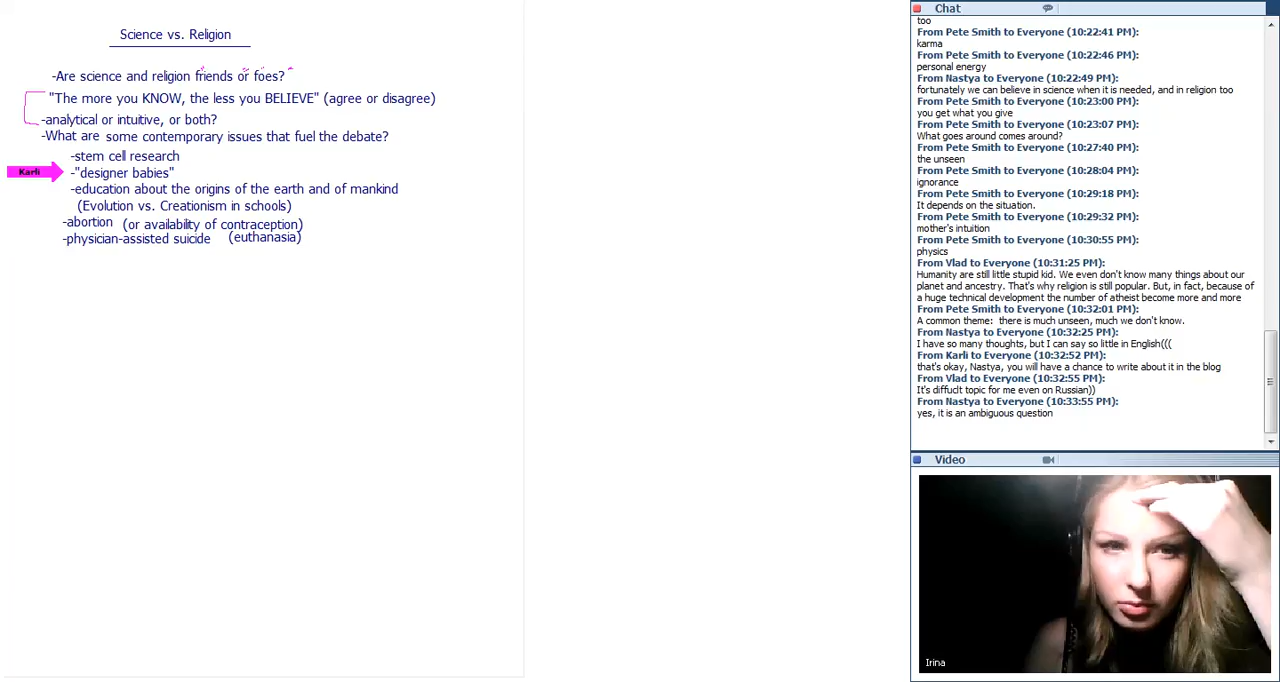 Science vs. Religion
-Are science and religion friends or foes?
"The more you KNOW, the less you BELIEVE" (agree or disagree)
-analytical or intuitive, or both?
-What are some contemporary issues that fuel the debate?
-stem cell research
Karli
-"designer babies"
-education about the origins of the earth and of mankind
(Evolution vs. Creationism in schools)
-abortion (or availability of contraception)
-physician-assisted suicide (euthanasia)
Chat
too
From Pete Smith to Everyone (10:22:41 PM):
karma
From Pete Smith to Everyone (10:22:46 PM):
personal energy
From Nastya to Everyone (10:22:49 PM):
fortunately we can believe in science when it is needed, and in religion too
From Pete Smith to Everyone (10:23:00 PM):
you get what you give
From Pete Smith to Everyone (10:23:07 PM):
What goes around comes around?
From Pete Smith to Everyone (10:27:40 PM):
the unseen
From Pete Smith to Everyone (10:28:04 PM):
ignorance
From Pete Smith to Everyone (10:29:18 PM):
It depends on the situation.
From Pete Smith to Everyone (10:29:32 PM):
mother's intuition
From Pete Smith to Everyone (10:30:55 PM):
physics
From Vlad to Everyone (10:31:25 PM):
Humanity are still little stupid kid. We even don't know many things about our
planet and ancestry. That's why religion is still popular. But, in fact, because of
a huge technical development the number of atheist become more and more
From Pete Smith to Everyone (10:32:01 PM):
A common theme:  there is much unseen, much we don't know.
From Nastya to Everyone (10:32:25 PM):
I have so many thoughts, but I can say so little in English(((
From Karli to Everyone (10:32:52 PM):
that's okay, Nastya, you will have a chance to write about it in the blog
From Vlad to Everyone (10:32:55 PM):
It's diffuclt topic for me even on Russian))
From Nastya to Everyone (10:33:55 PM):
yes, it is an ambiguous question
Video
Irina